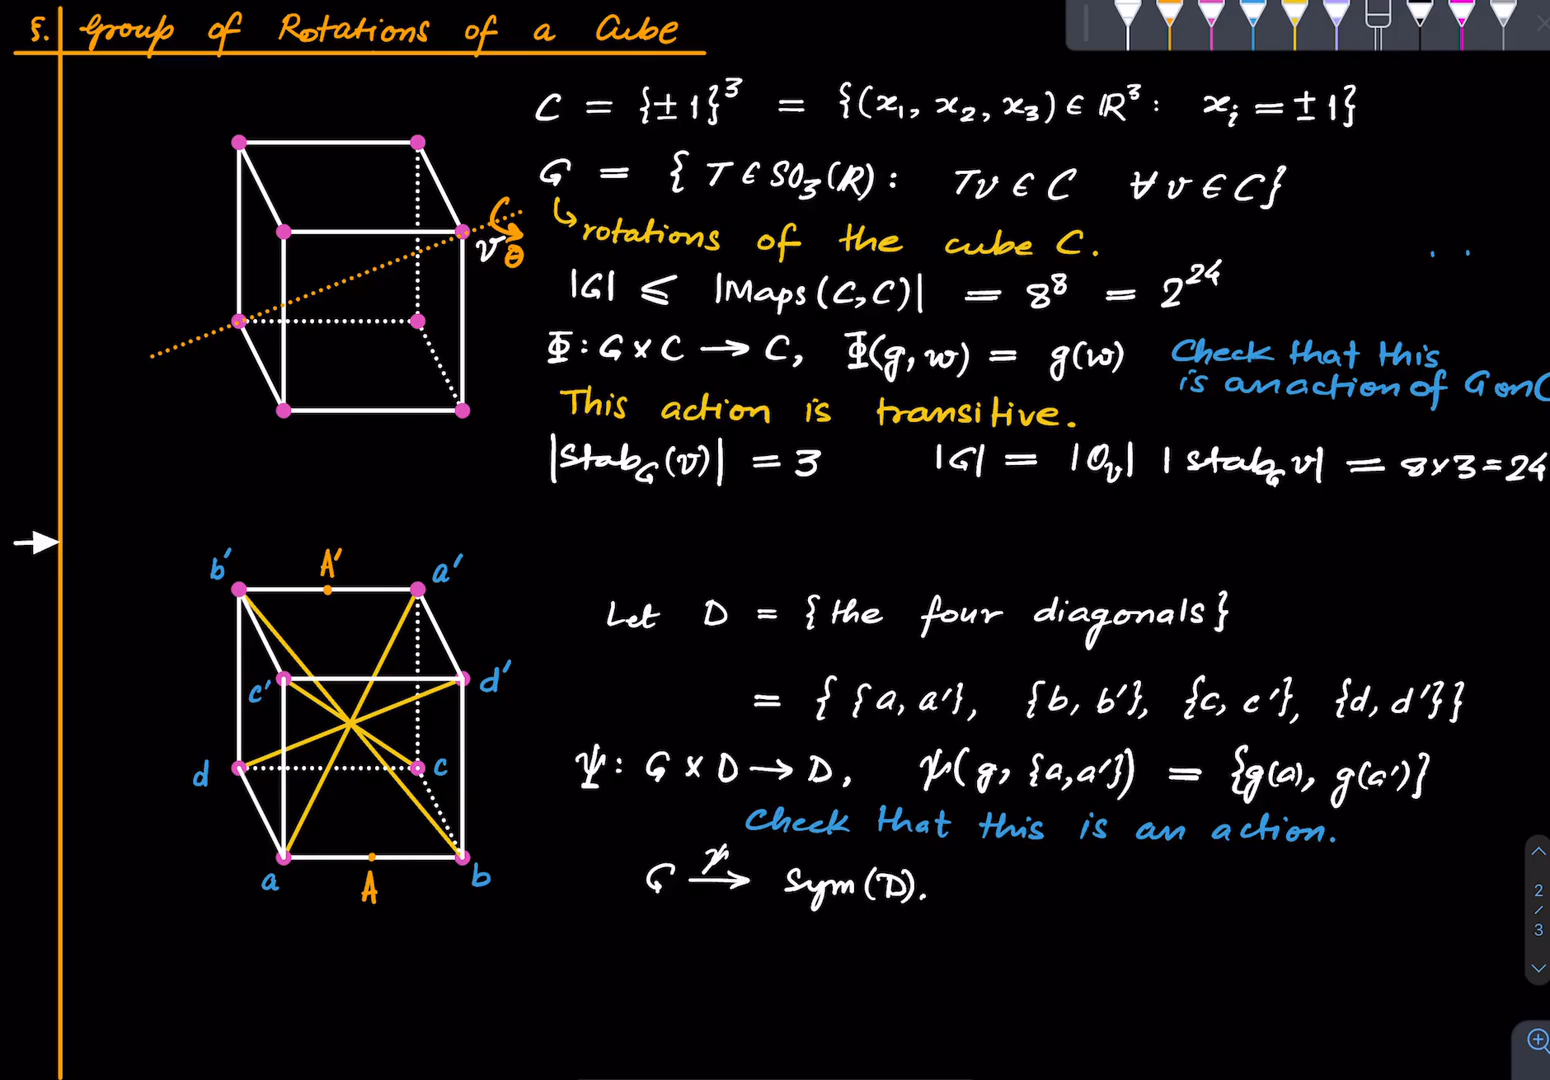 §. Group of Rotations of a Cube
C = {±1}³ = {(x₁, x₂, x₃) ∈ ℝ³ : xᵢ = ±1}
G = { T ∈ SO₃(ℝ) : Tv ∈ C ∀ v ∈ C}
↳ rotations of the cube C.
v θ
|G| ⩽ |Maps(C,C)| = 8⁸ = 2²⁴
Φ : G × C → C, Φ(g, w) = g(w)
Check that this
is an action of G on C
This action is transitive.
|Stab_G(v)| = 3 |G| = |O_v| |Stab_G v| = 8×3=24
b' A' a'
Let D = {the four diagonals}
c' d'
= { {a, a'}, {b, b'}, {c, c'}, {d, d'}}
d c
Ψ : G × D → D, ψ(g, {a,a'}) = {g(a), g(a')}
Check that this is an action.
a A b
G →^ψ Sym(D).
2
/
3